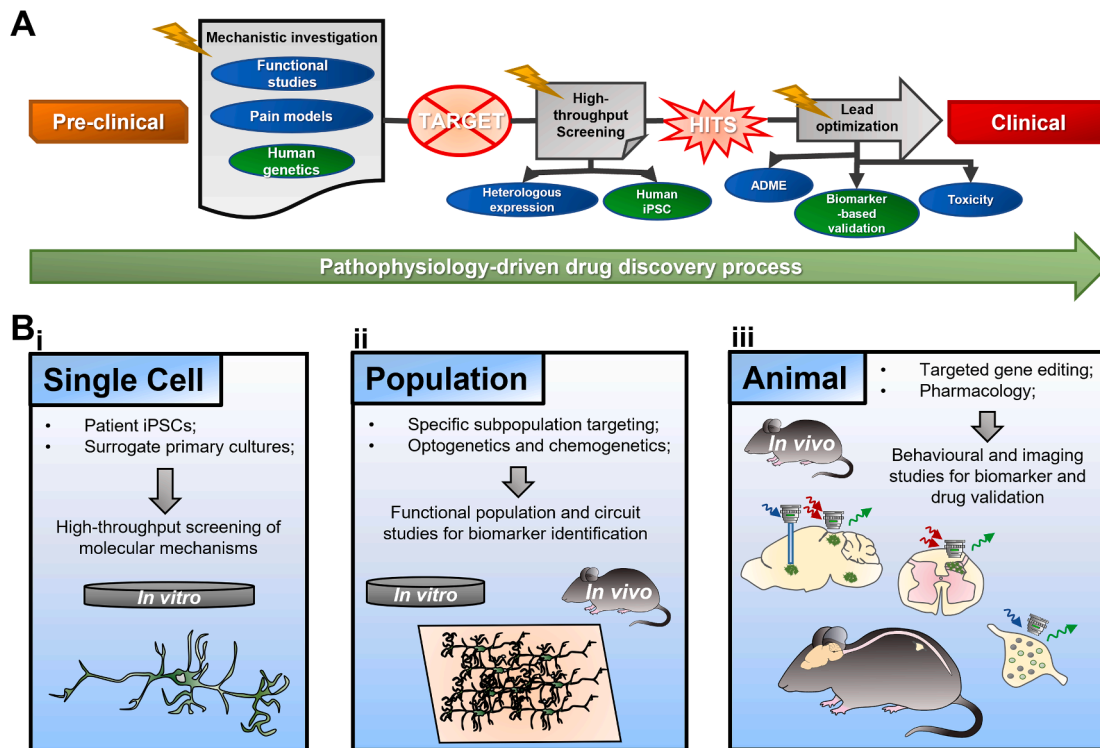 A
Mechanistic investigation
Functional
studies
Pain models
Human
genetics
Pre-clinical
TARGET
High-
throughput
Screening
Heterologous
expression
Human
iPSC
HITS
Lead
optimization
ADME
Biomarker
-based
validation
Toxicity
Clinical
Pathophysiology-driven drug discovery process
B
i
Single Cell
• Patient iPSCs;
• Surrogate primary cultures;
High-throughput screening of
molecular mechanisms
In vitro
ii
Population
• Specific subpopulation targeting;
• Optogenetics and chemogenetics;
Functional population and circuit
studies for biomarker identification
In vitro
In vivo
iii
Animal
• Targeted gene editing;
• Pharmacology;
In vivo
Behavioural and imaging
studies for biomarker and
drug validation